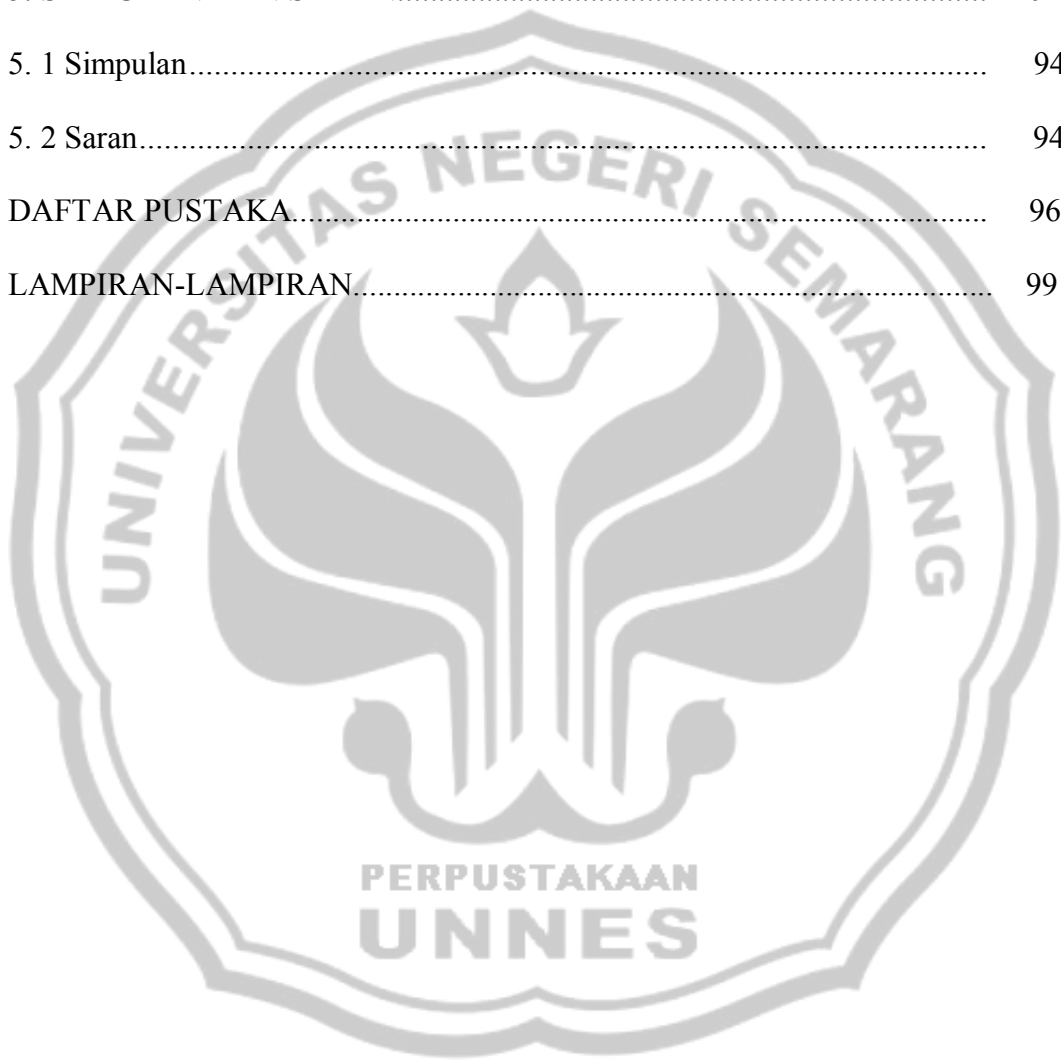 5. 1 Simpulan........................................................................................... 94
5. 2 Saran................................................................................................. 94
DAFTAR PUSTAKA................................................................................ 96
LAMPIRAN-LAMPIRAN......................................................................... 99
UNIVERSITAS NEGERI SEMARANG
PERPUSTAKAAN
UNNES